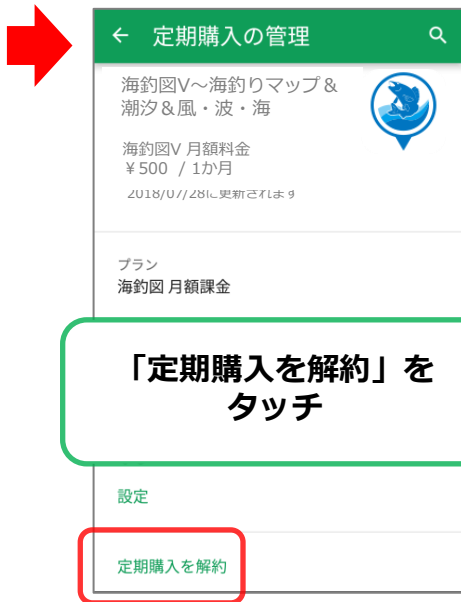 定期購入の管理
海釣図V～海釣りマップ＆
潮汐＆風・波・海
海釣図V 月額料金
¥500 / 1か月
2018/07/28に更新されます
プラン
海釣図 月額課金
「定期購入を解約」を
タッチ
設定
定期購入を解約